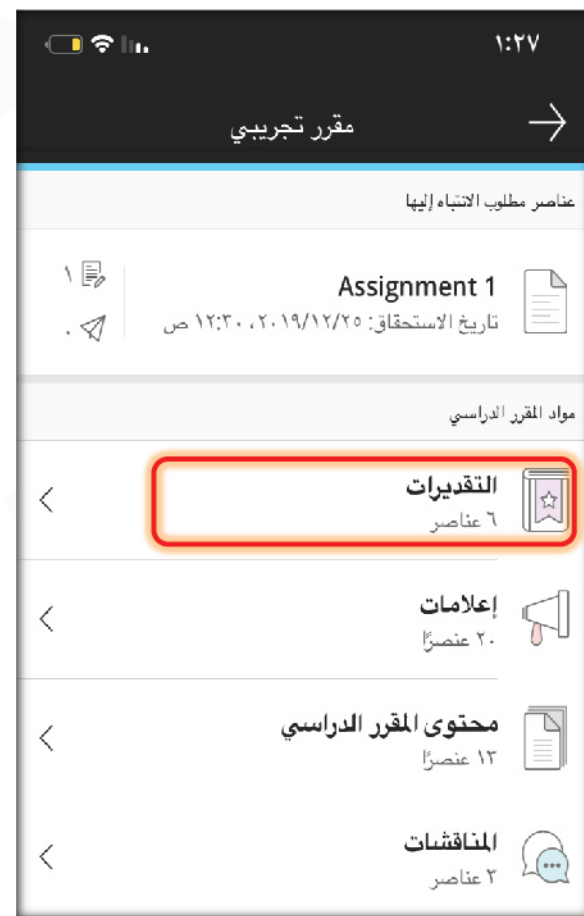 ١:٢٧
مقرر تجريبي
عناصر مطلوب الانتباه إليها
Assignment 1
تاريخ الاستحقاق: ٢٠١٩/١٢/٢٥، ١٢:٣٠ ص
١
٠
مواد المقرر الدراسي
التقديرات
٦ عناصر
إعلامات
٢٠ عنصرًا
محتوى المقرر الدراسي
١٣ عنصرًا
المناقشات
٣ عناصر